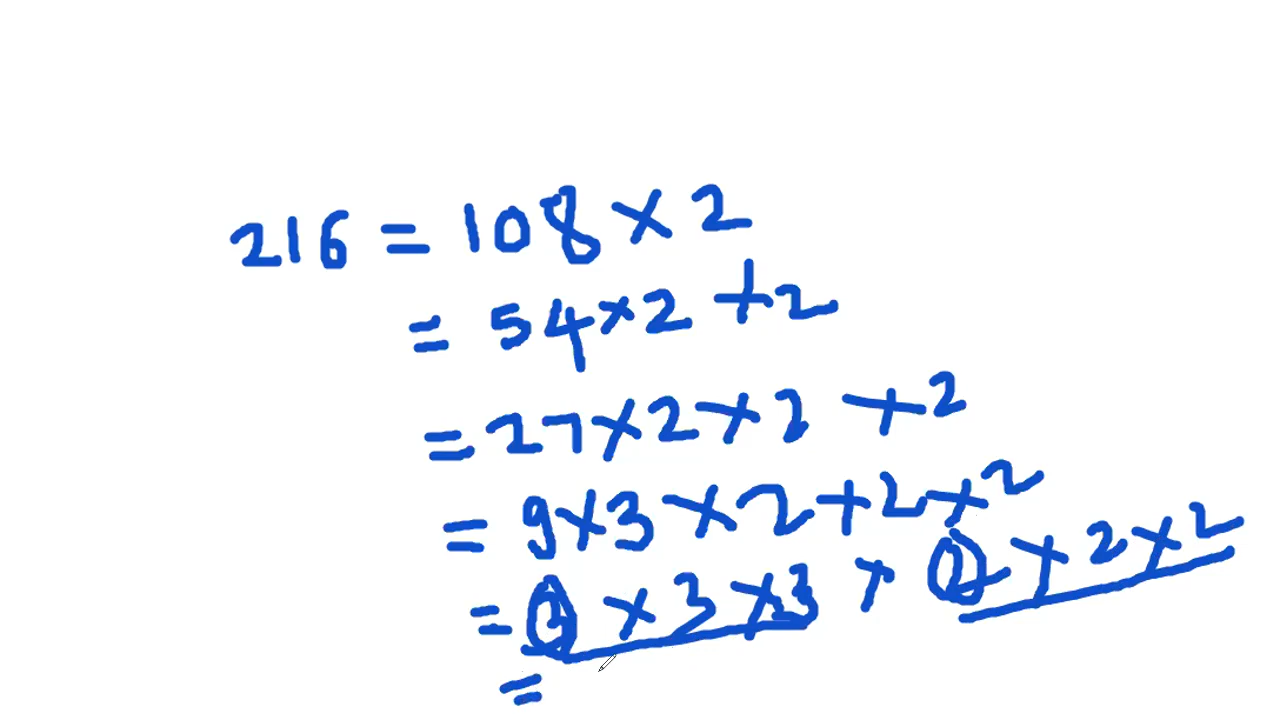 216 = 108 × 2
= 54 × 2 + 2
= 27 × 2 × 2 × 2
= 9 × 3 × 2 + 2 × 2
= 3 × 3 × 3 × 2 × 2 × 2
=